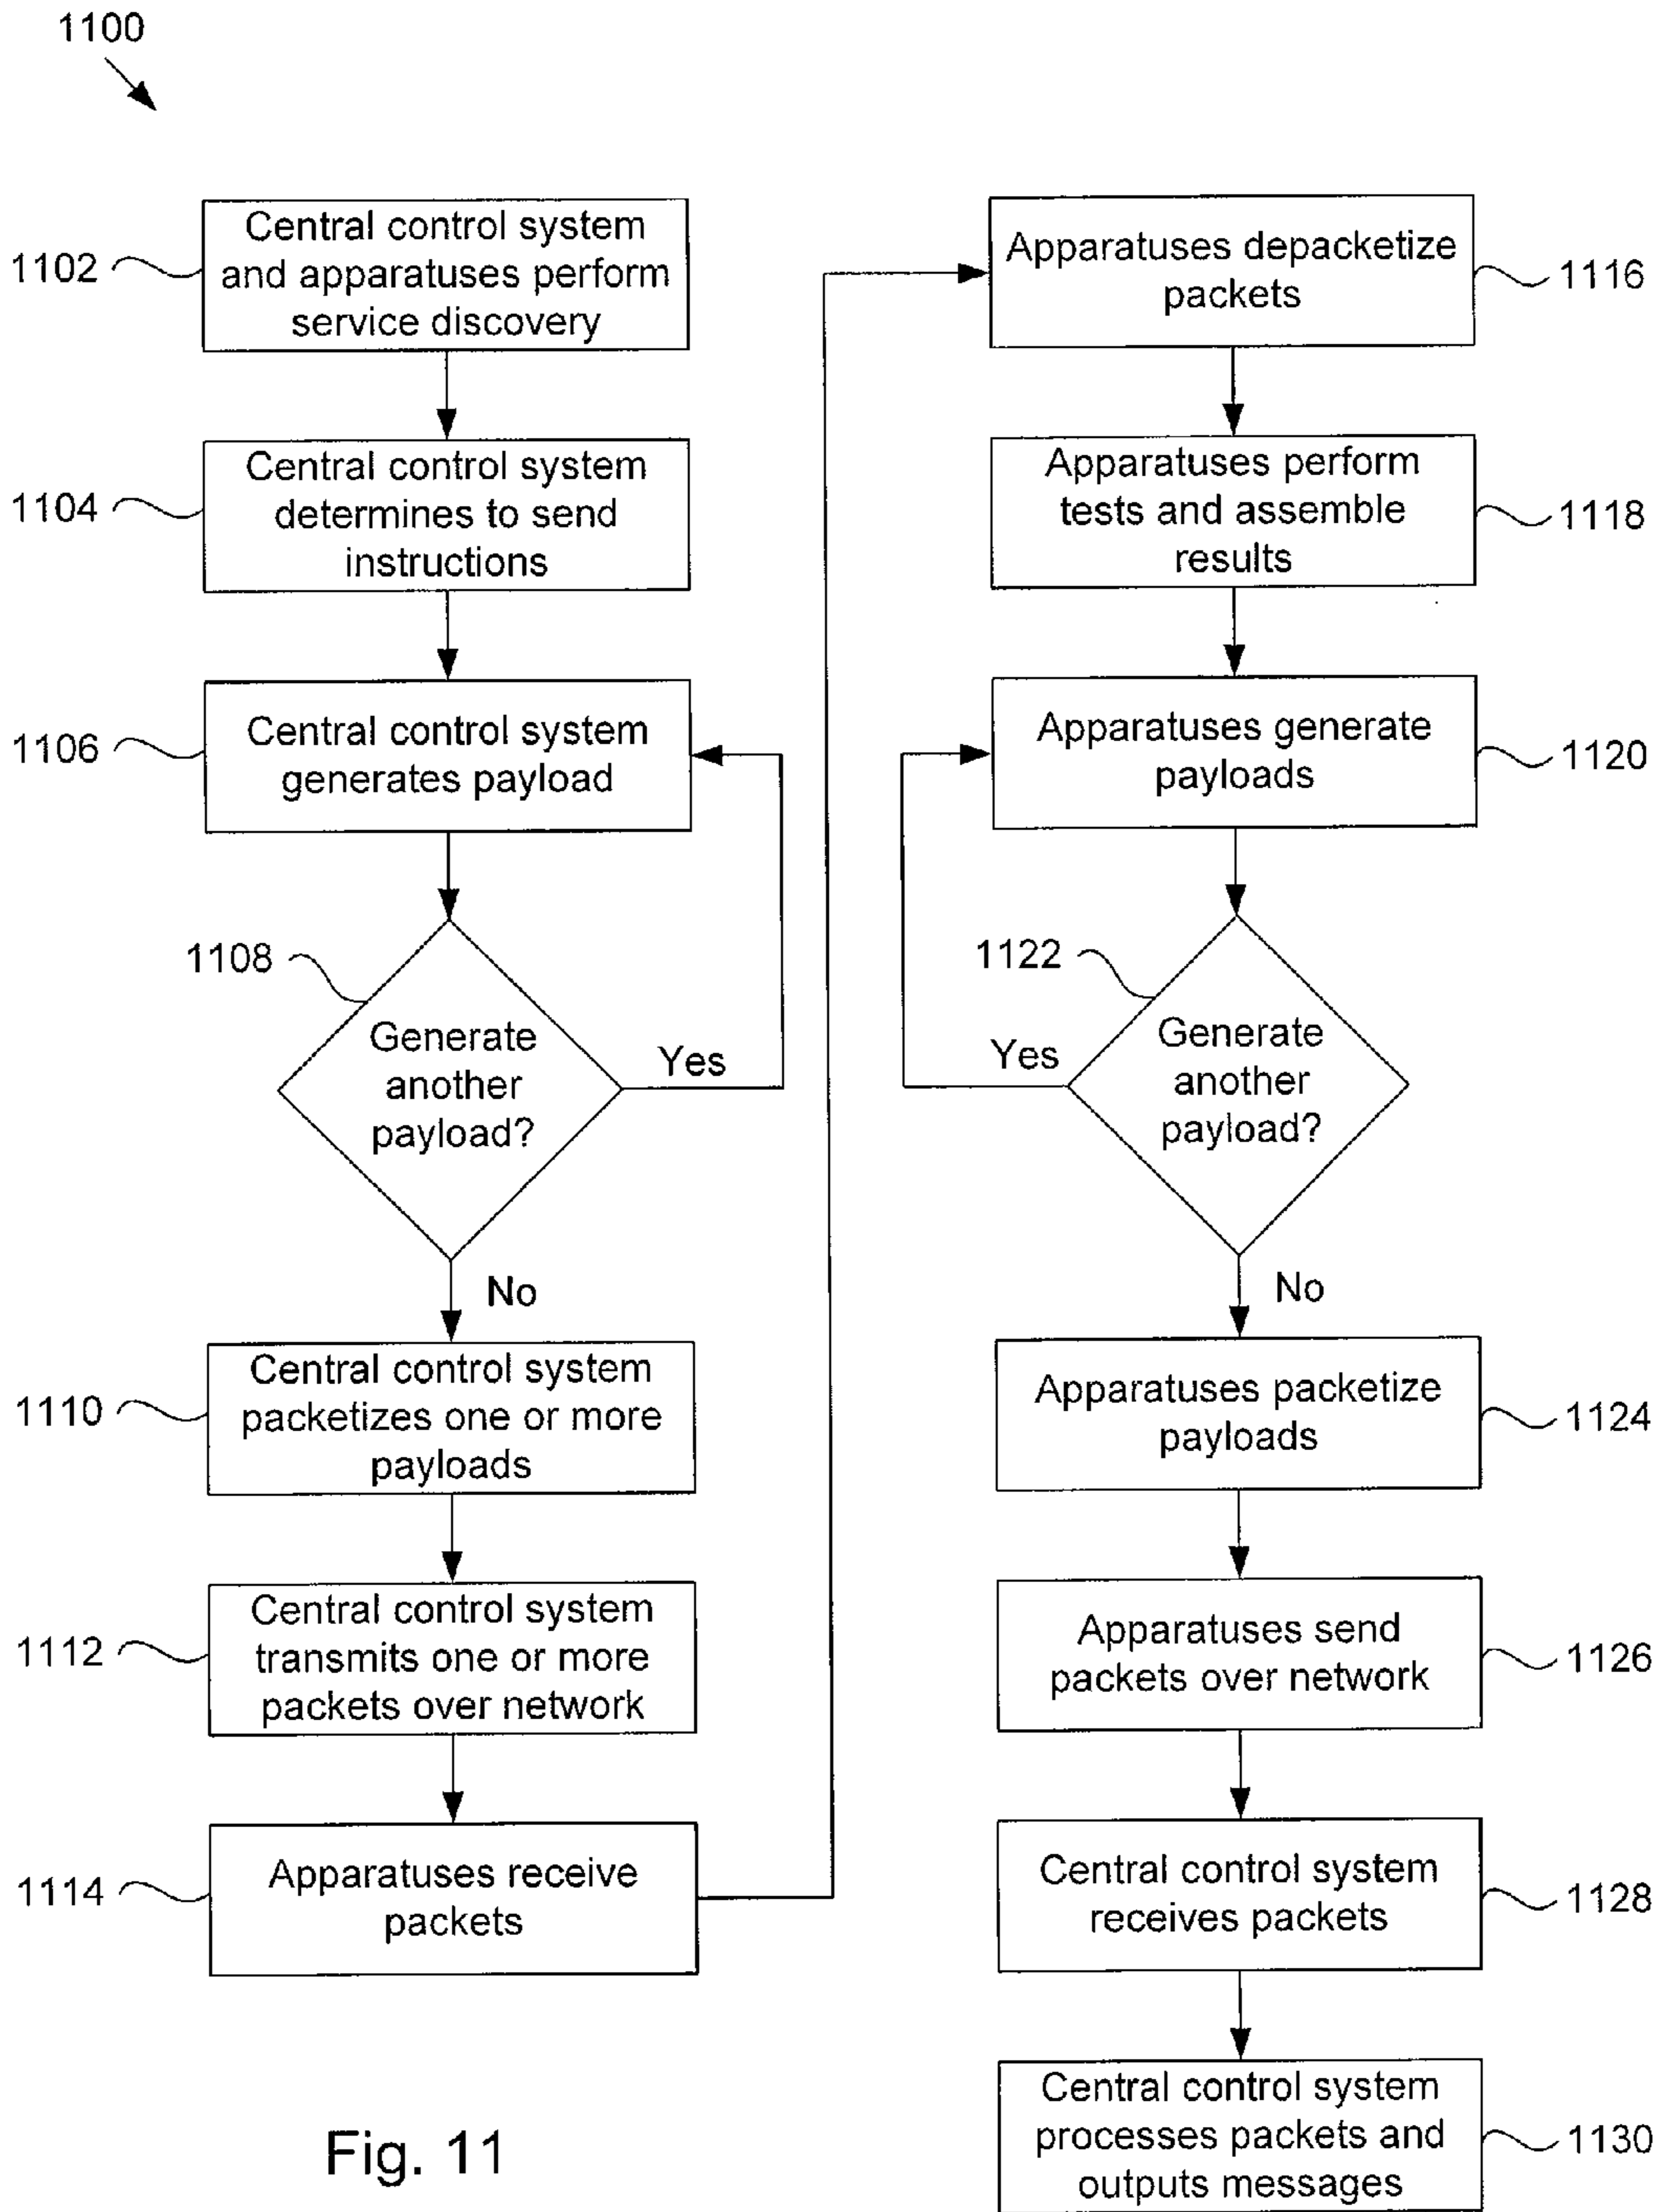 1100
1102
Central control system
and apparatuses perform
service discovery
1104
Central control system
determines to send
instructions
1106
Central control system
generates payload
1108
Generate
another
payload?
Yes
No
1110
Central control system
packetizes one or more
payloads
1112
Central control system
transmits one or more
packets over network
1114
Apparatuses receive
packets
Apparatuses depacketize
packets
1116
Apparatuses perform
tests and assemble
results
1118
Apparatuses generate
payloads
1120
1122
Generate
another
payload?
Yes
No
Apparatuses packetize
payloads
1124
Apparatuses send
packets over network
1126
Central control system
receives packets
1128
Central control system
processes packets and
outputs messages
1130
Fig. 11